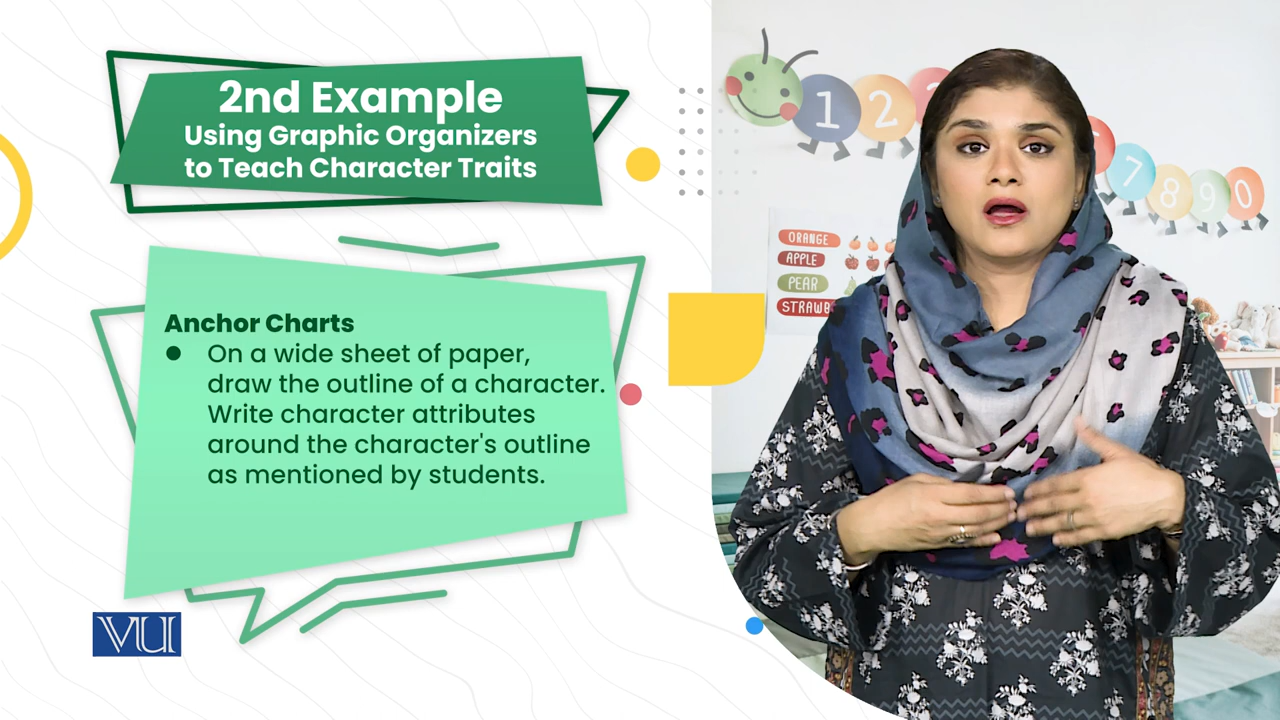 2nd Example
Using Graphic Organizers
to Teach Character Traits
Anchor Charts
● On a wide sheet of paper,
draw the outline of a character.
Write character attributes
around the character's outline
as mentioned by students.
VU
1 2
7 8 9 0
ORANGE
APPLE
PEAR